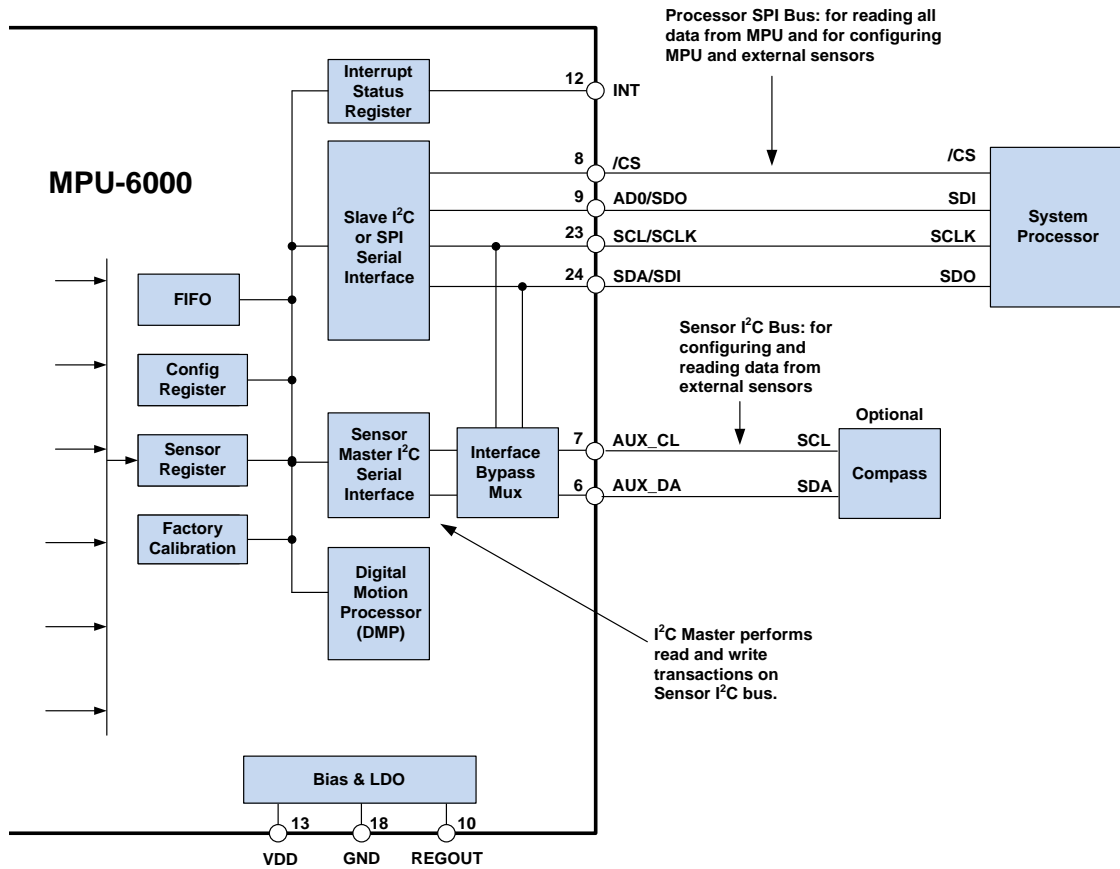 Processor SPI Bus: for reading all
data from MPU and for configuring
MPU and external sensors
MPU-6000
Interrupt
Status
Register
12
INT
Slave I²C
or SPI
Serial
Interface
8
/CS
/CS
9
AD0/SDO
SDI
23
SCL/SCLK
SCLK
24
SDA/SDI
SDO
System
Processor
FIFO
Config
Register
Sensor
Register
Factory
Calibration
Sensor I²C Bus: for
configuring and
reading data from
external sensors
Sensor
Master I²C
Serial
Interface
Interface
Bypass
Mux
7
AUX_CL
SCL
6
AUX_DA
SDA
Optional
Compass
Digital
Motion
Processor
(DMP)
I²C Master performs
read and write
transactions on
Sensor I²C bus.
Bias & LDO
13
18
10
VDD
GND
REGOUT